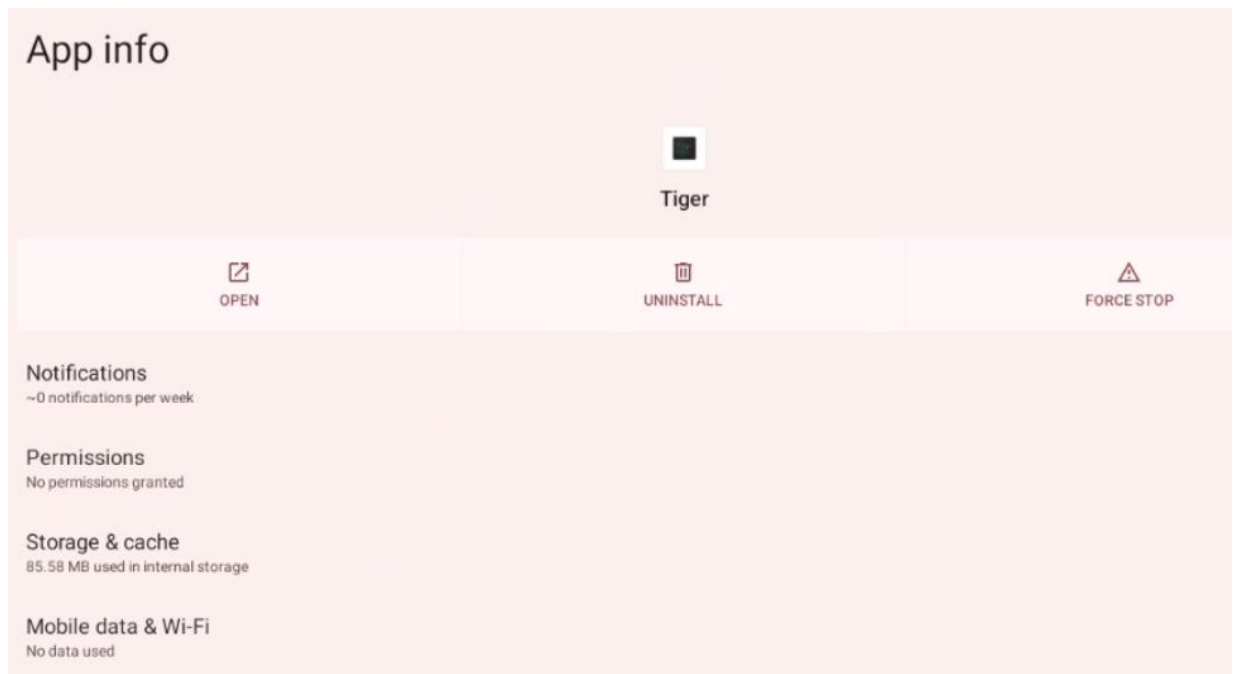 App info
Tiger
OPEN
UNINSTALL
FORCE STOP
Notifications
~0 notifications per week
Permissions
No permissions granted
Storage & cache
85.58 MB used in internal storage
Mobile data & Wi-Fi
No data used